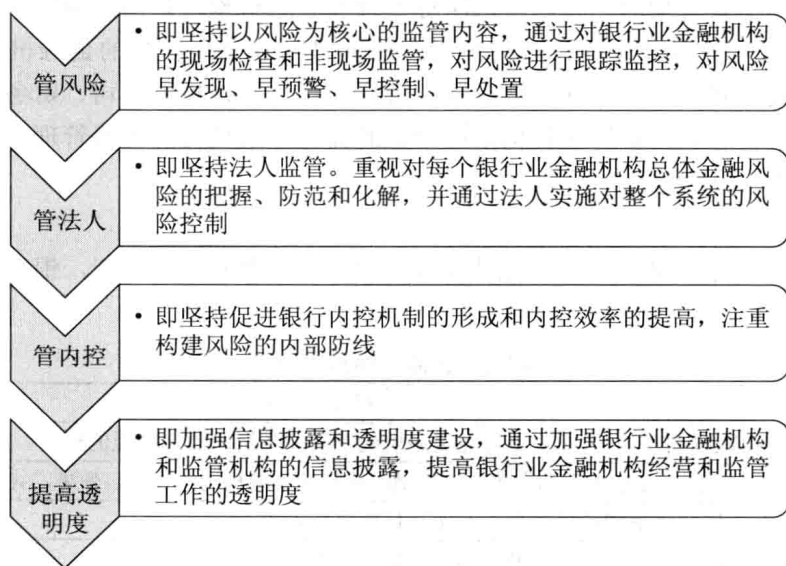 管风险
• 即坚持以风险为核心的监管内容，通过对银行业金融机构
的现场检查和非现场监管，对风险进行跟踪监控，对风险
早发现、早预警、早控制、早处置
管法人
• 即坚持法人监管。重视对每个银行业金融机构总体金融风
险的把握、防范和化解，并通过法人实施对整个系统的风
险控制
管内控
• 即坚持促进银行内控机制的形成和内控效率的提高，注重
构建风险的内部防线
提高透
明度
• 即加强信息披露和透明度建设，通过加强银行业金融机构
和监管机构的信息披露，提高银行业金融机构经营和监管
工作的透明度